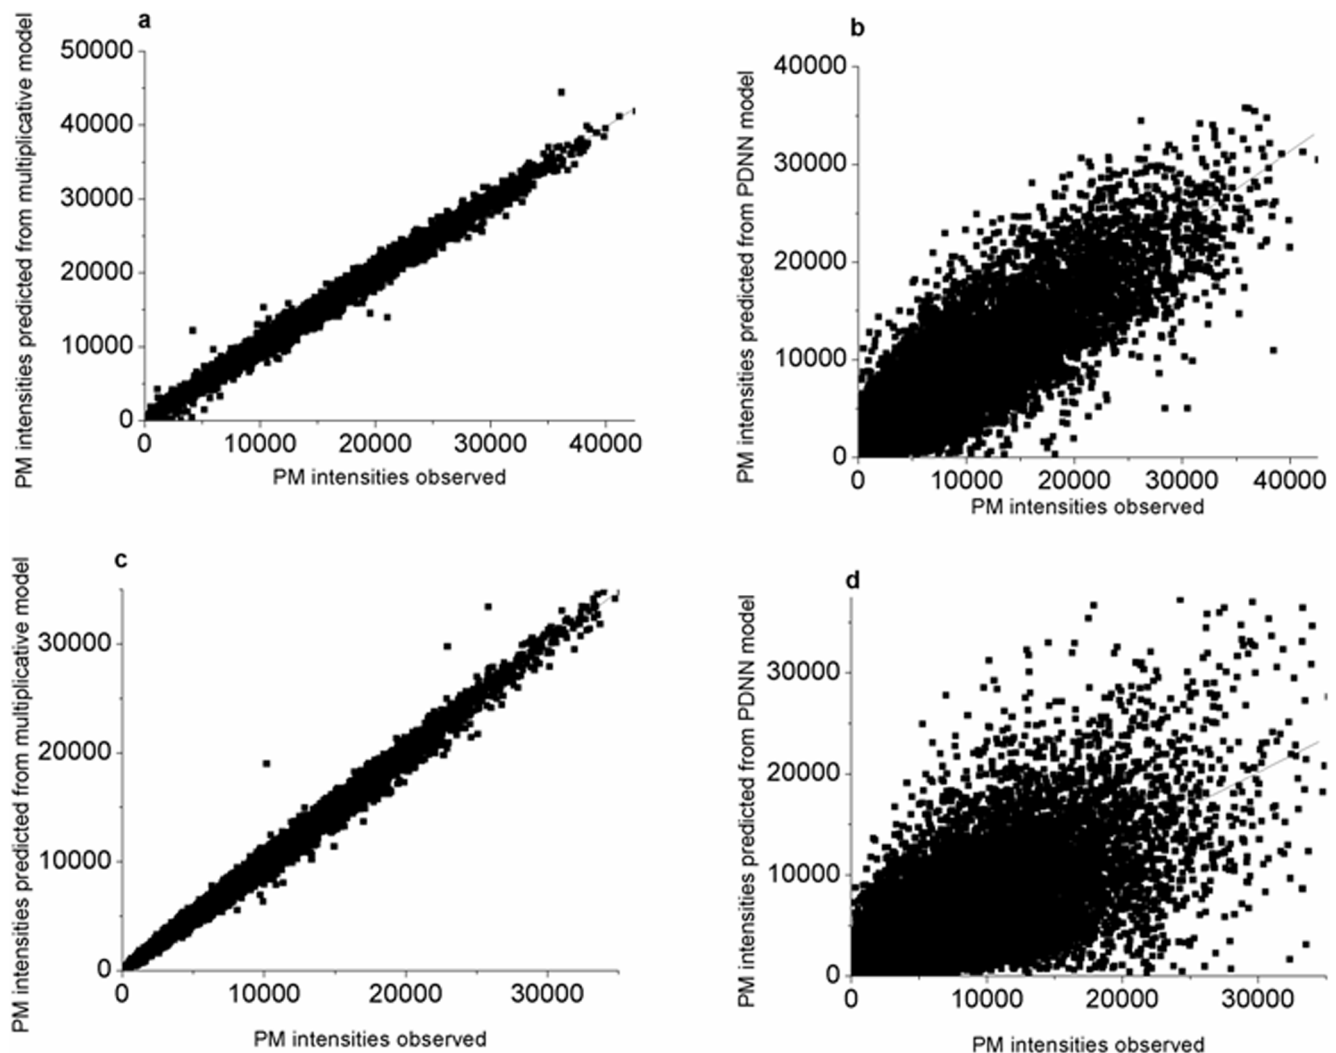 a
PM intensities predicted from multiplicative model
50000
40000
30000
20000
10000
0
0 10000 20000 30000 40000
PM intensities observed
b
PM intensities predicted from PDNN model
40000
30000
20000
10000
0
0 10000 20000 30000 40000
PM intensities observed
c
PM intensities predicted from multiplicative model
30000
20000
10000
0
0 10000 20000 30000
PM intensities observed
d
PM intensities predicted from PDNN model
30000
20000
10000
0
0 10000 20000 30000
PM intensities observed